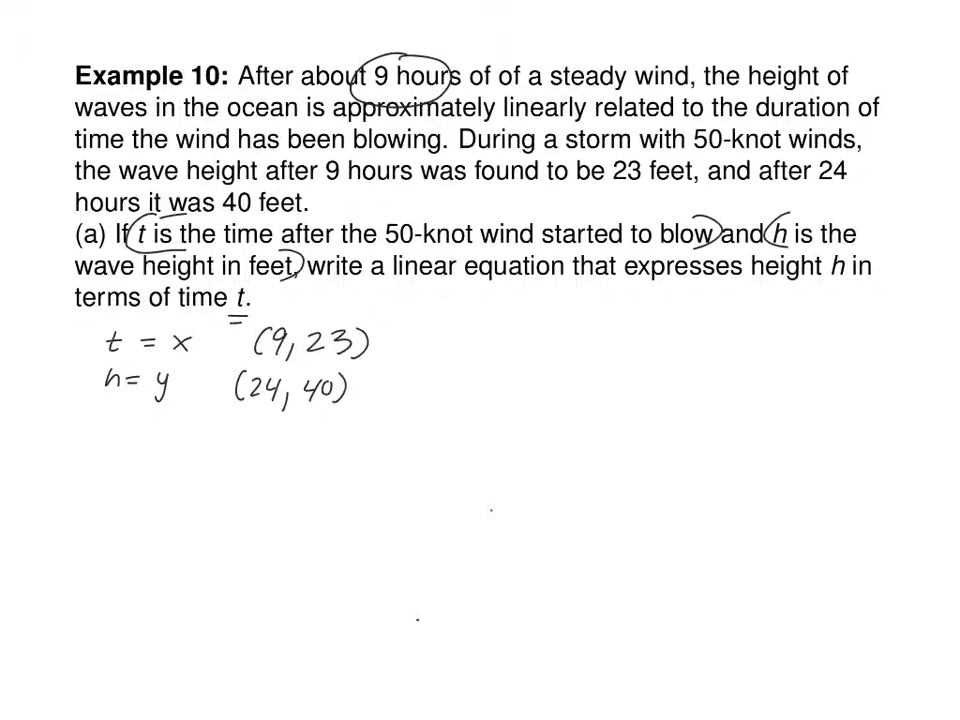 Example 10: After about 9 hours of of a steady wind, the height of
waves in the ocean is approximately linearly related to the duration of
time the wind has been blowing. During a storm with 50-knot winds,
the wave height after 9 hours was found to be 23 feet, and after 24
hours it was 40 feet.
(a) If t is the time after the 50-knot wind started to blow and h is the
wave height in feet, write a linear equation that expresses height h in
terms of time t.
t = x (9, 23)
h = y (24, 40)